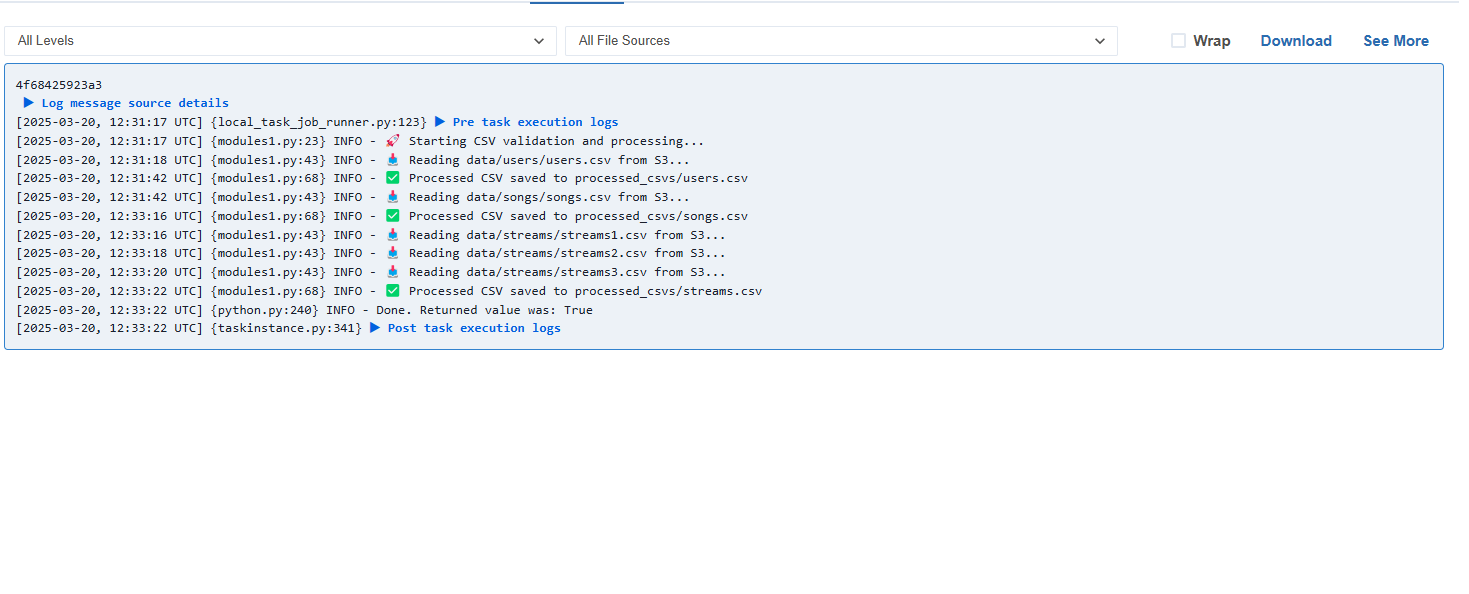 All Levels All File Sources Wrap Download See More
4f68425923a3
▶ Log message source details
[2025-03-20, 12:31:17 UTC] {local_task_job_runner.py:123} ▶ Pre task execution logs
[2025-03-20, 12:31:17 UTC] {modules1.py:23} INFO - 🚀 Starting CSV validation and processing...
[2025-03-20, 12:31:18 UTC] {modules1.py:43} INFO - 📥 Reading data/users/users.csv from S3...
[2025-03-20, 12:31:42 UTC] {modules1.py:68} INFO - ✅ Processed CSV saved to processed_csvs/users.csv
[2025-03-20, 12:31:42 UTC] {modules1.py:43} INFO - 📥 Reading data/songs/songs.csv from S3...
[2025-03-20, 12:33:16 UTC] {modules1.py:68} INFO - ✅ Processed CSV saved to processed_csvs/songs.csv
[2025-03-20, 12:33:16 UTC] {modules1.py:43} INFO - 📥 Reading data/streams/streams1.csv from S3...
[2025-03-20, 12:33:18 UTC] {modules1.py:43} INFO - 📥 Reading data/streams/streams2.csv from S3...
[2025-03-20, 12:33:20 UTC] {modules1.py:43} INFO - 📥 Reading data/streams/streams3.csv from S3...
[2025-03-20, 12:33:22 UTC] {modules1.py:68} INFO - ✅ Processed CSV saved to processed_csvs/streams.csv
[2025-03-20, 12:33:22 UTC] {python.py:240} INFO - Done. Returned value was: True
[2025-03-20, 12:33:22 UTC] {taskinstance.py:341} ▶ Post task execution logs